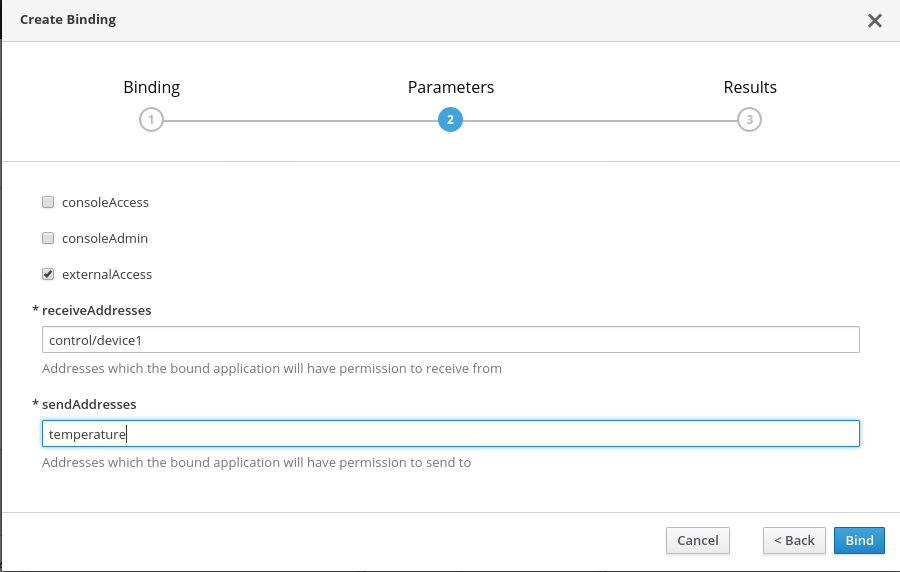 Create Binding
Binding Parameters Results
1 2 3
consoleAccess
consoleAdmin
externalAccess
* receiveAddresses
control/device1
Addresses which the bound application will have permission to receive from
* sendAddresses
temperature
Addresses which the bound application will have permission to send to
Cancel < Back Bind